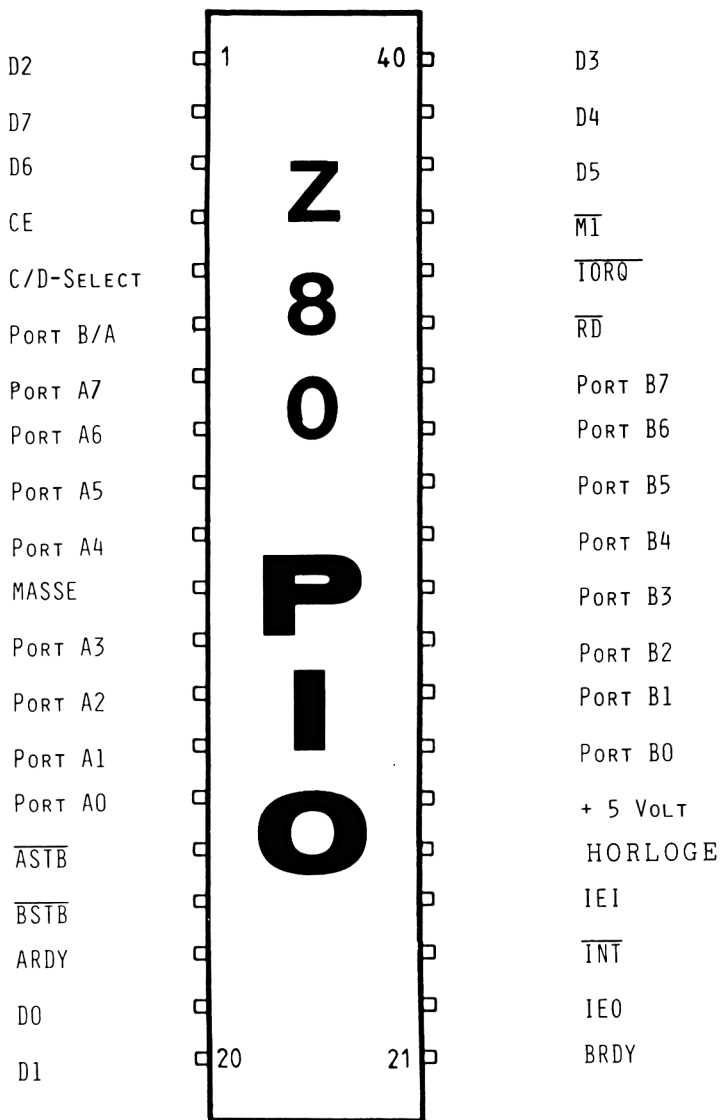 1 40
D2 D3
D7 D4
D6 Z D5
CE M1
C/D-SELECT 8 IORQ
PORT B/A RD
PORT A7 0 PORT B7
PORT A6 PORT B6
PORT A5 PORT B5
PORT A4 PORT B4
MASSE P PORT B3
PORT A3 PORT B2
PORT A2 I PORT B1
PORT A1 PORT B0
PORT A0 O + 5 VOLT
ASTB HORLOGE
BSTB IEI
ARDY INT
D0 IEO
D1 20 21 BRDY